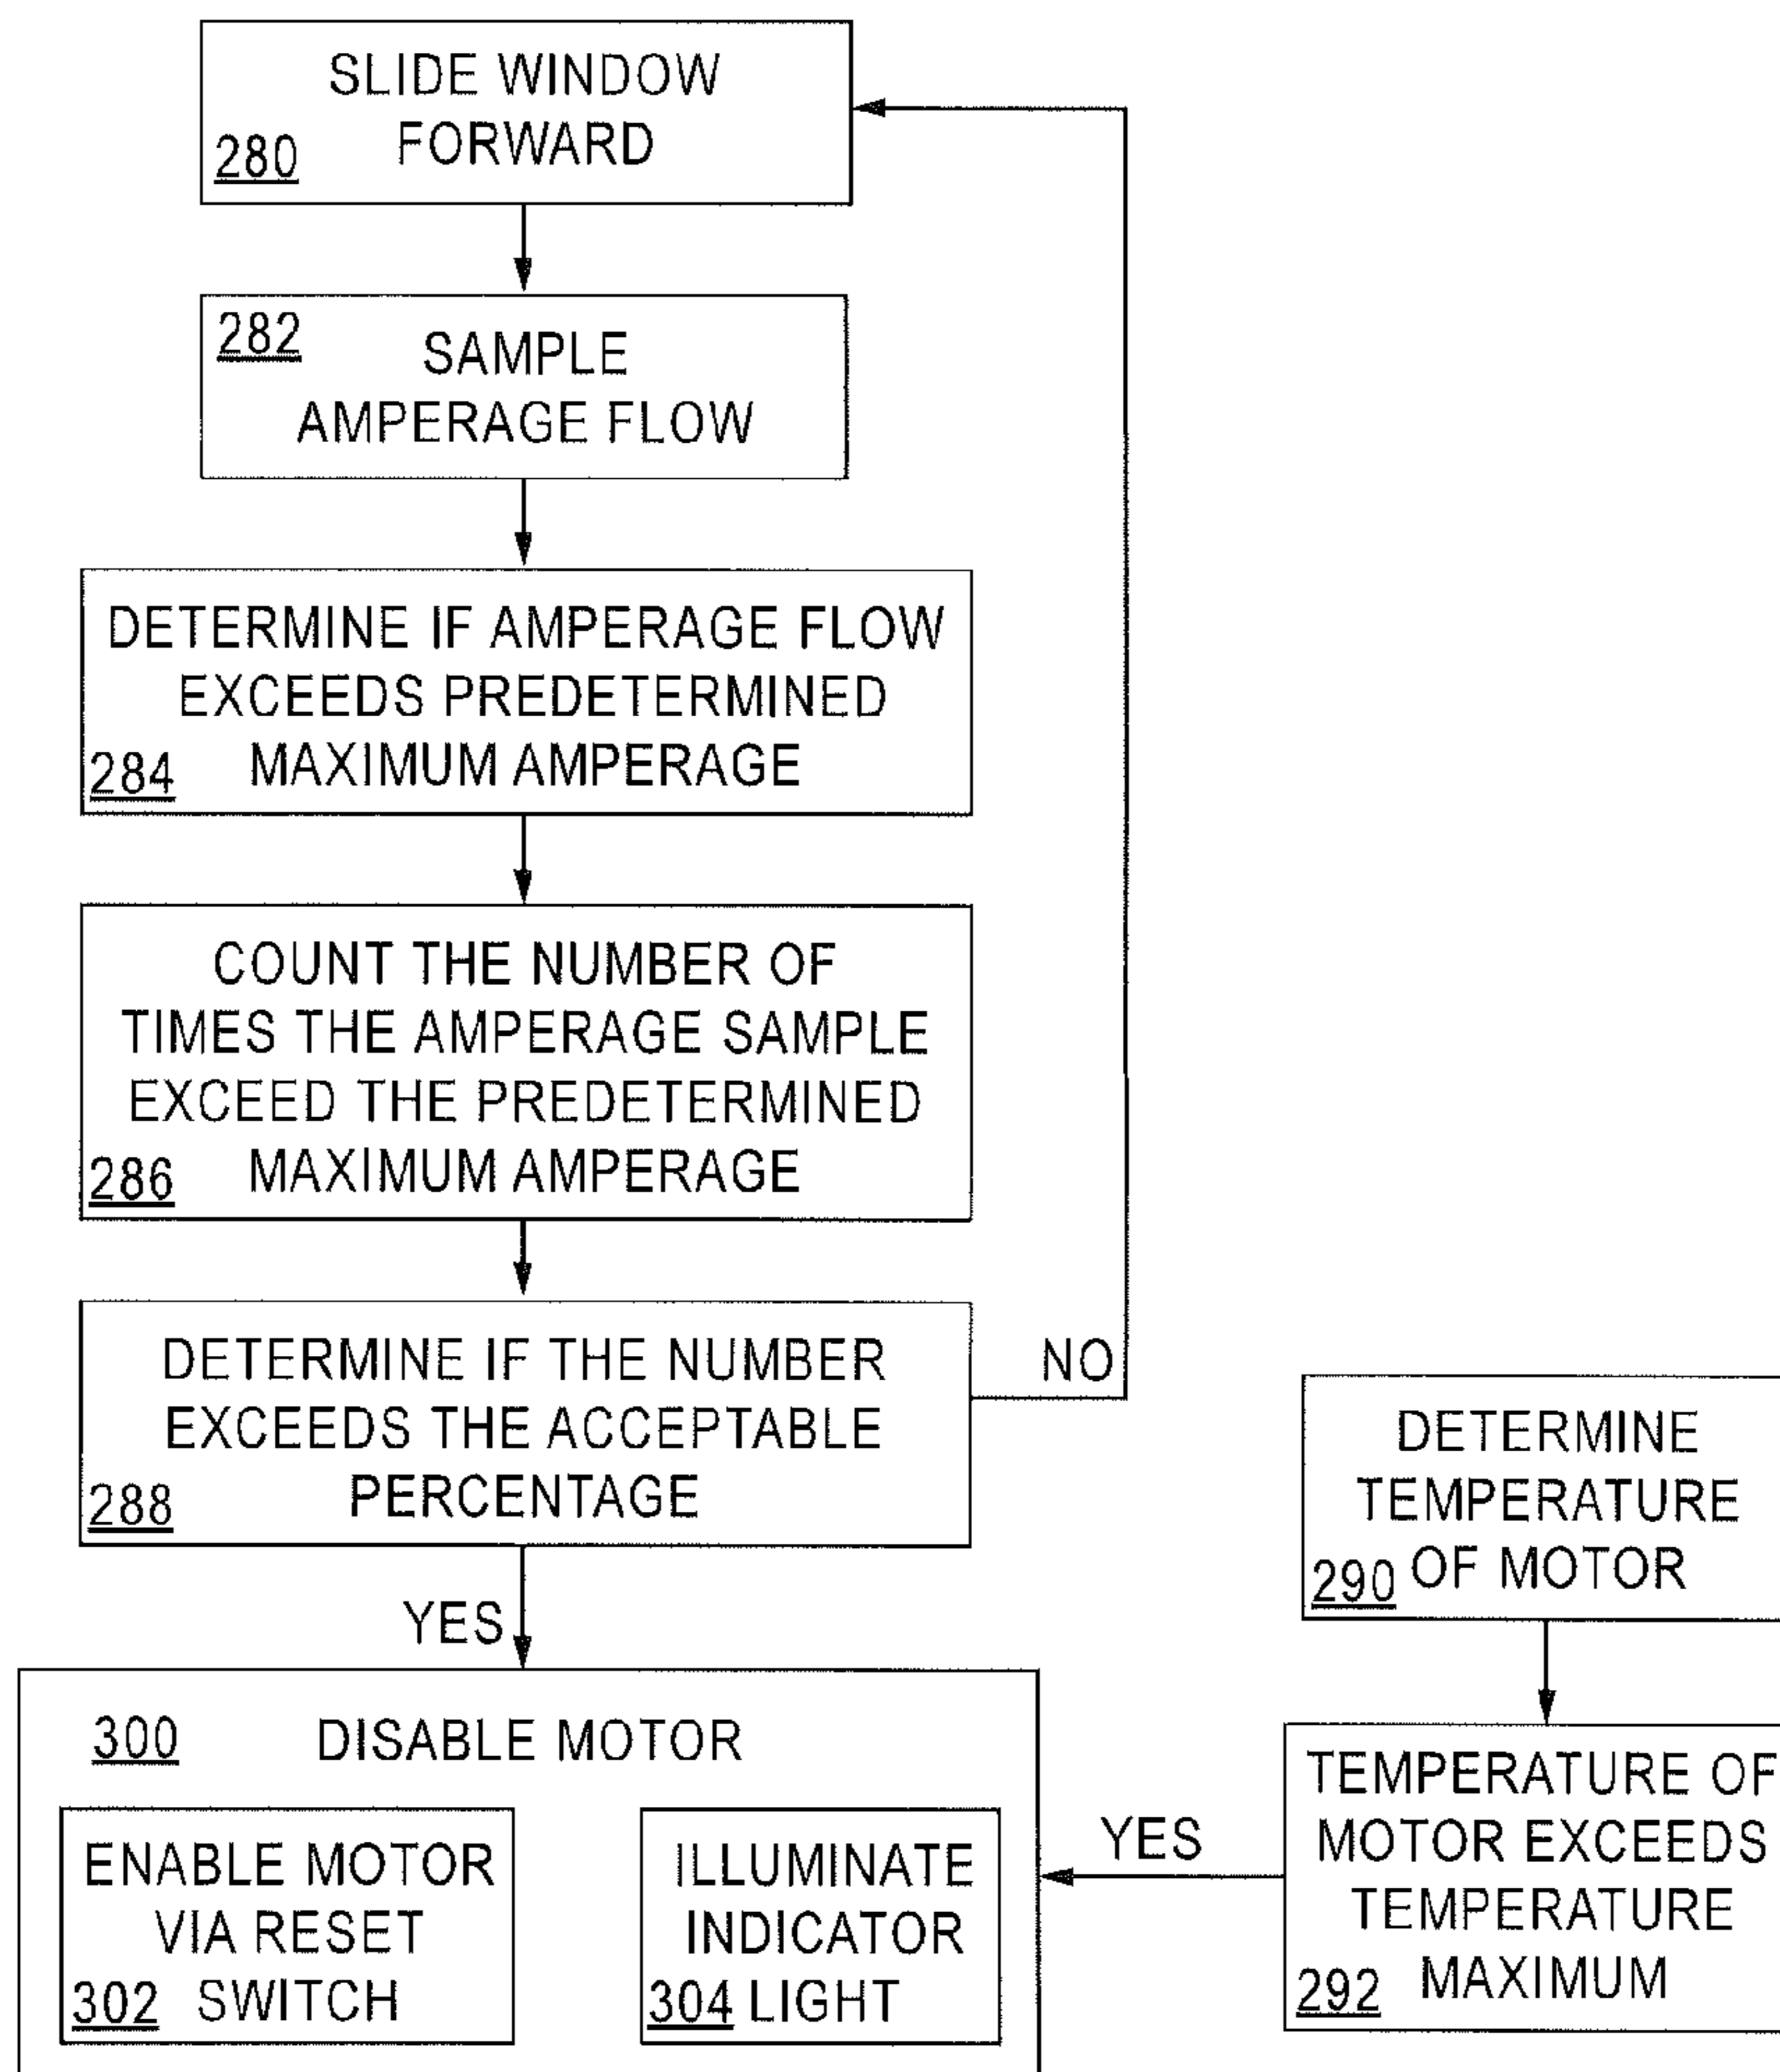 SLIDE WINDOW
FORWARD
280
282
SAMPLE
AMPERAGE FLOW
DETERMINE IF AMPERAGE FLOW
EXCEEDS PREDETERMINED
MAXIMUM AMPERAGE
284
COUNT THE NUMBER OF
TIMES THE AMPERAGE SAMPLE
EXCEED THE PREDETERMINED
MAXIMUM AMPERAGE
286
DETERMINE IF THE NUMBER
EXCEEDS THE ACCEPTABLE
PERCENTAGE
288
NO
YES
DETERMINE
TEMPERATURE
OF MOTOR
290
TEMPERATURE OF
MOTOR EXCEEDS
TEMPERATURE
MAXIMUM
292
YES
300 DISABLE MOTOR
ENABLE MOTOR
VIA RESET
302 SWITCH
ILLUMINATE
INDICATOR
304 LIGHT